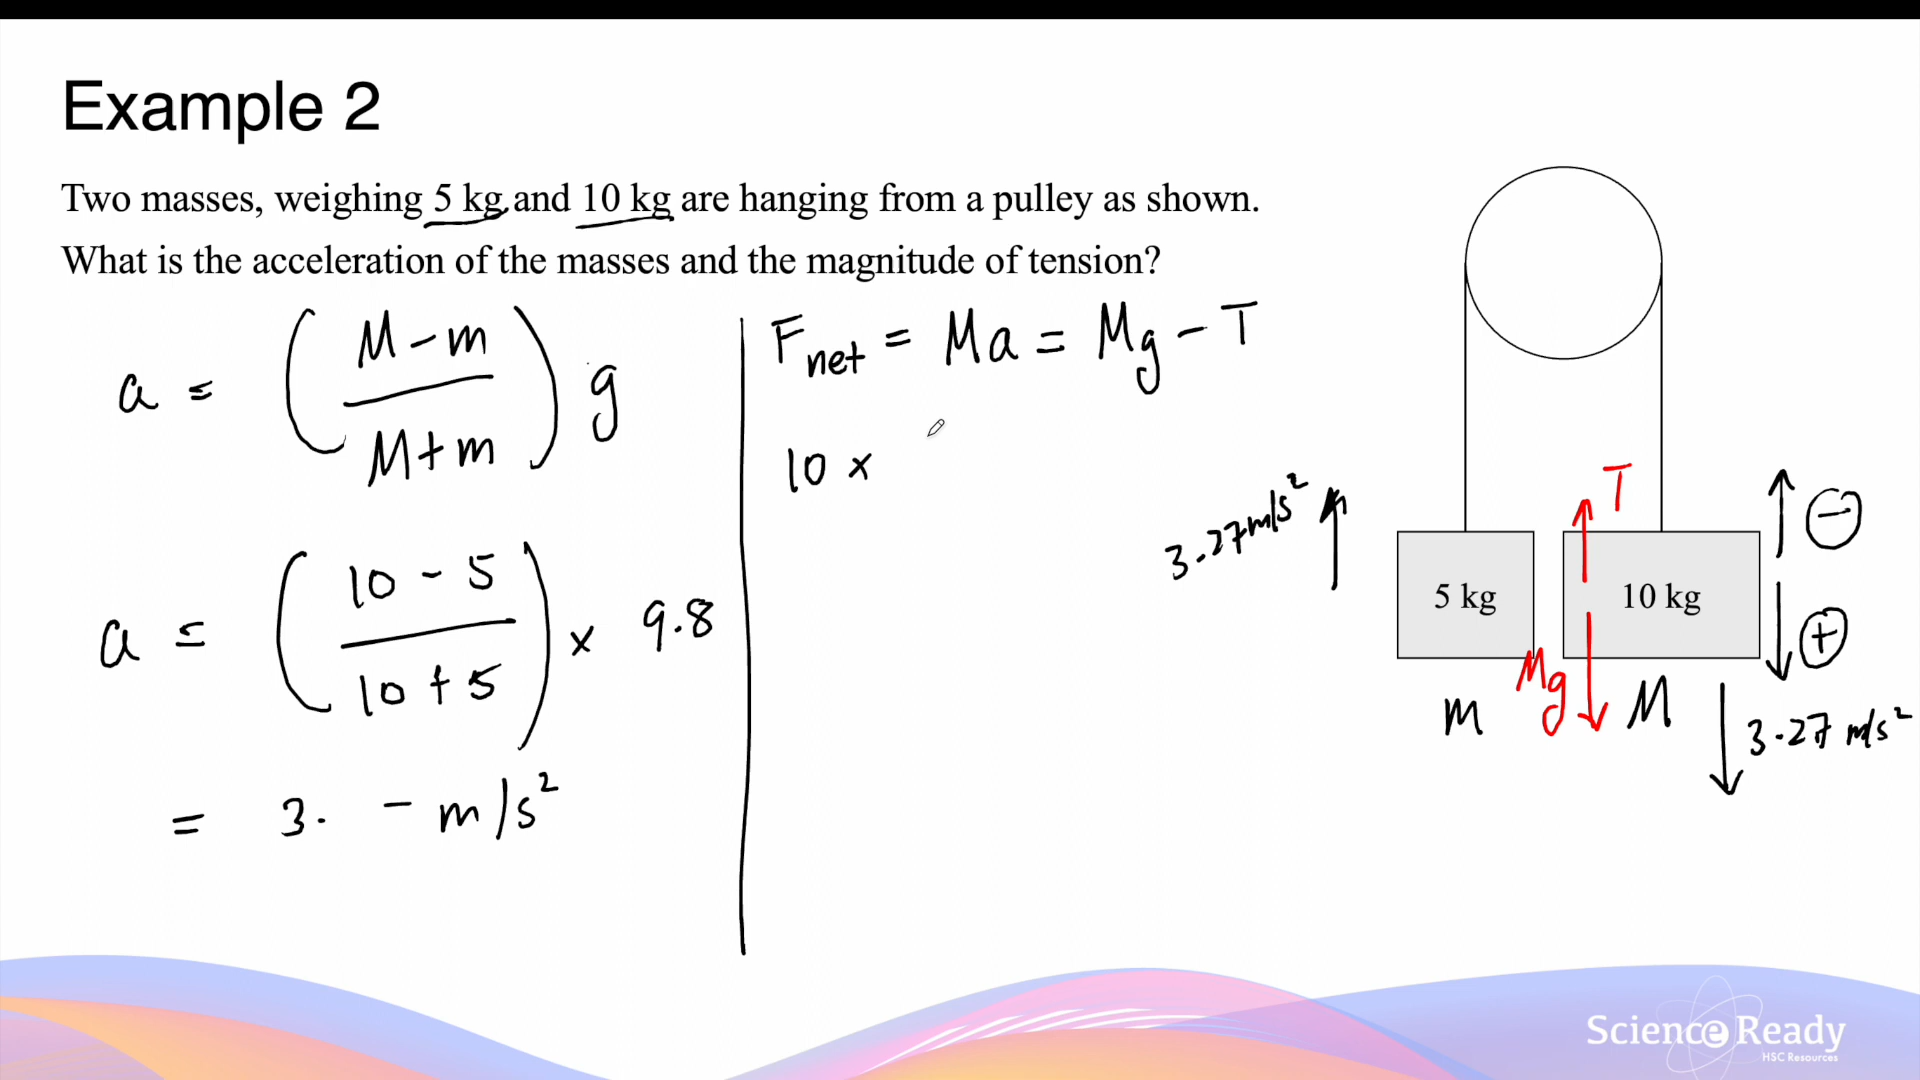 Example 2
Two masses, weighing 5 kg and 10 kg are hanging from a pulley as shown.
What is the acceleration of the masses and the magnitude of tension?
a = (M - m / M + m) g
a = (10 - 5 / 10 + 5) × 9.8
= 3. - m/s²
F net = Ma = Mg - T
10 ×
3.27 m/s²
T
5 kg
10 kg
m
Mg
M
−
+
3.27 m/s²
Science Ready
HSC Resources